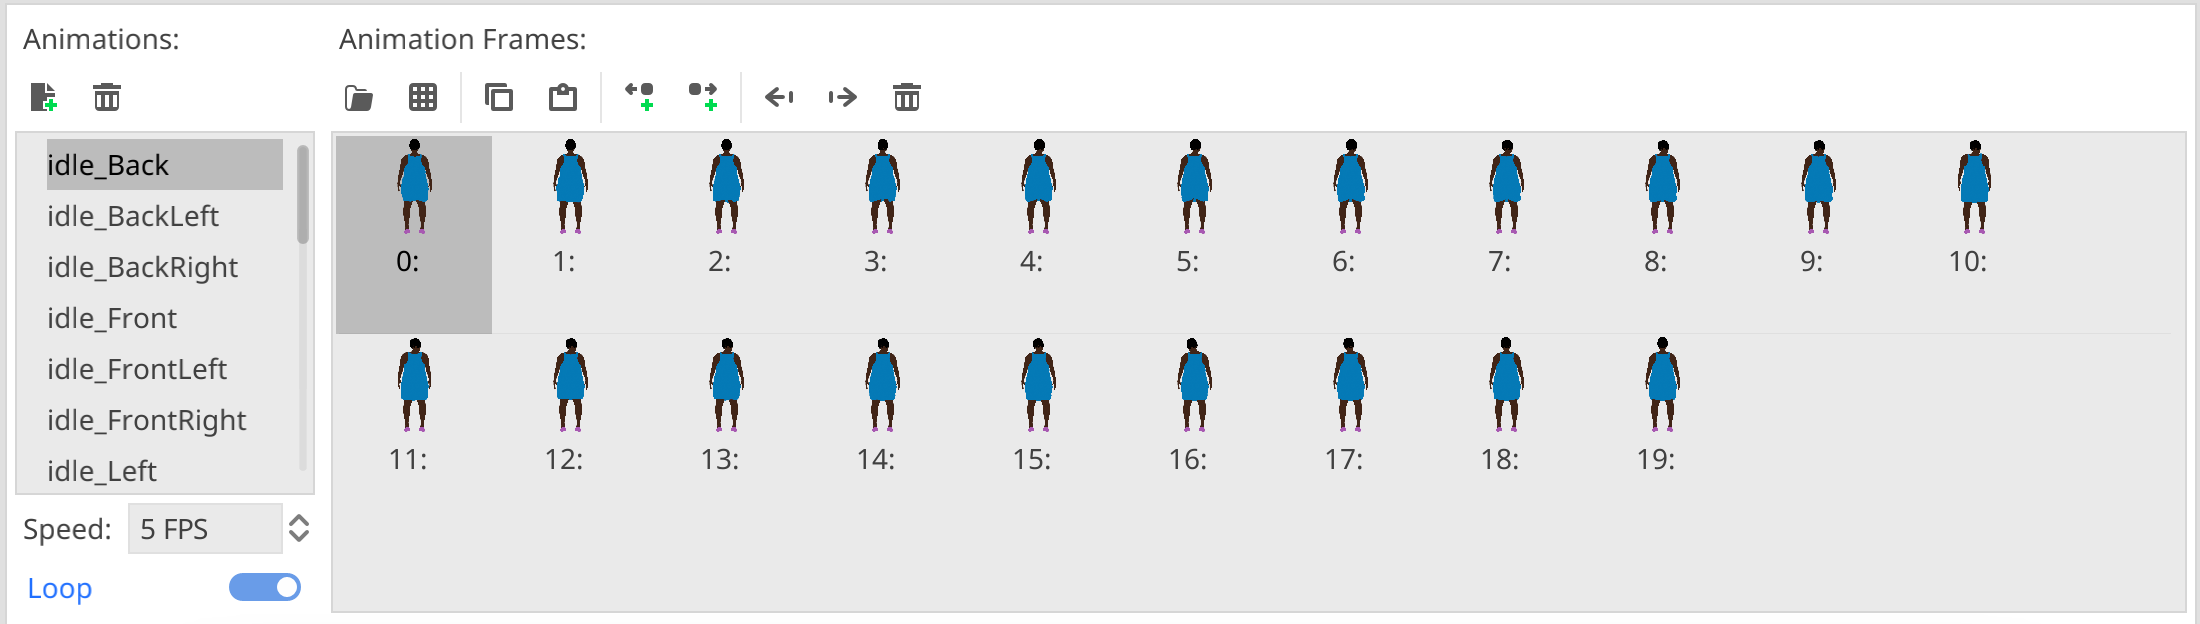 Animations:
idle_Back
idle_BackLeft
idle_BackRight
idle_Front
idle_FrontLeft
idle_FrontRight
idle_Left
Speed: 5 FPS
Loop
Animation Frames:
0: 1: 2: 3: 4: 5: 6: 7: 8: 9: 10:
11: 12: 13: 14: 15: 16: 17: 18: 19: